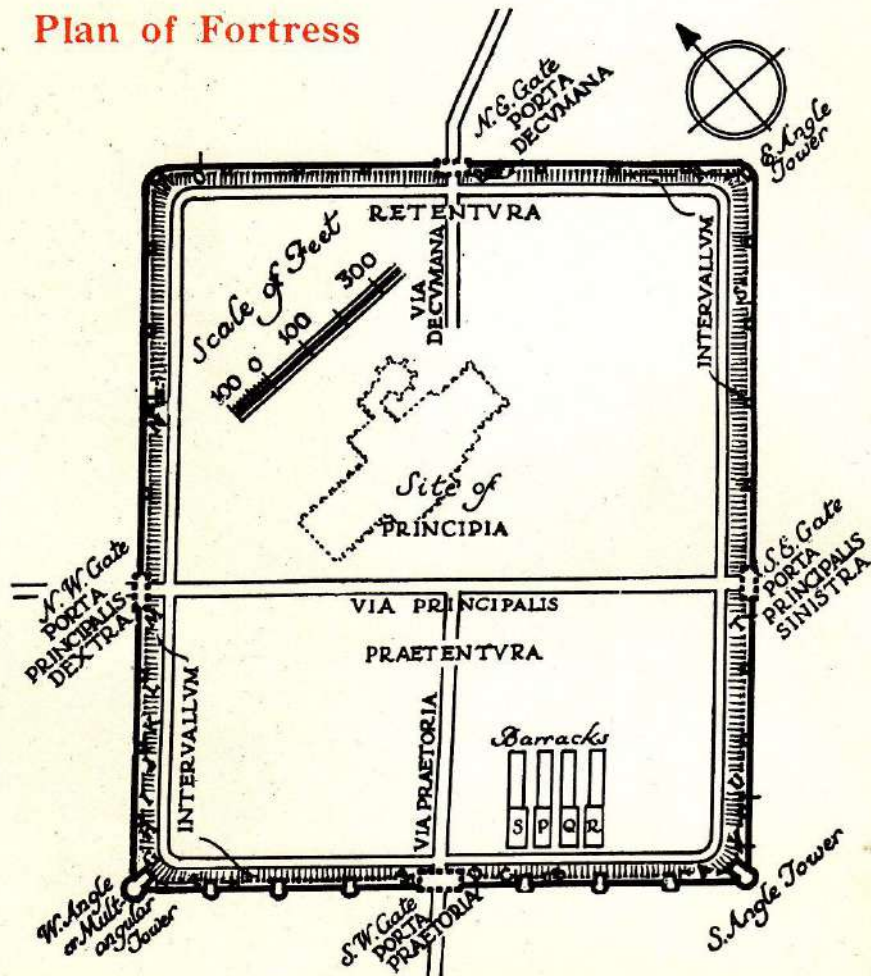 Plan of Fortress
N.E. Gate
PORTA
DECVMANA
E. Angle
Tower
RETENTVRA
Scale of Feet
100 0 100 300
VIA
DECVMANA
INTERVALLVM
Site of
PRINCIPIA
N.W. Gate
PORTA
PRINCIPALIS
DEXTRA
S.E. Gate
PORTA
PRINCIPALIS
SINISTRA
VIA PRINCIPALIS
PRAETENTVRA
INTERVALLVM
VIA PRAETORIA
Barracks
S P Q R
W. Angle
or Mult-
angular
Tower
S.W. Gate
PORTA
PRAETORIA
S. Angle Tower